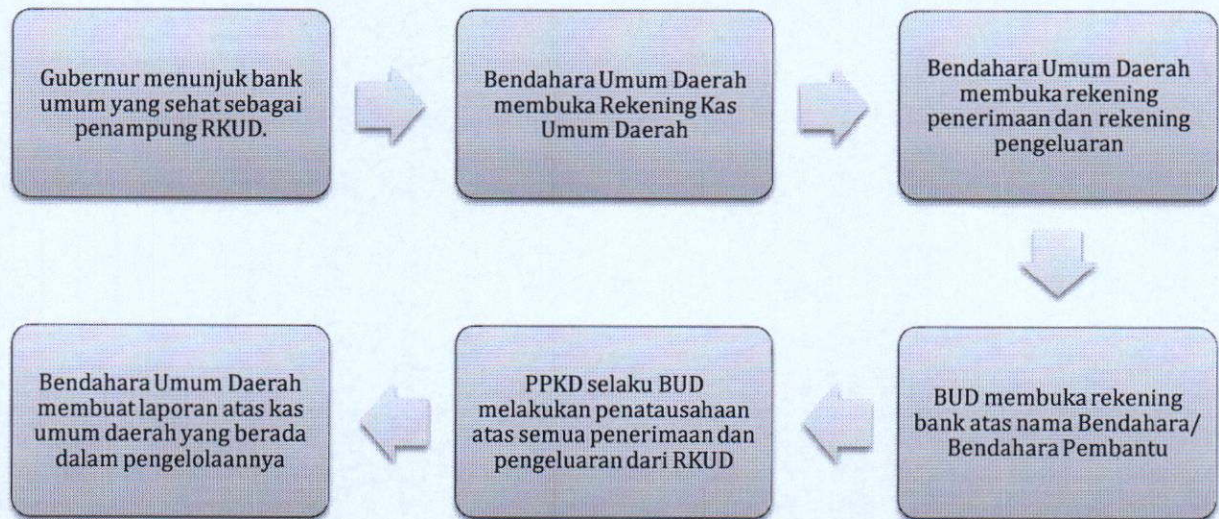 Gubernur menunjuk bank
umum yang sehat sebagai
penampung RKUD.
Bendahara Umum Daerah
membuka Rekening Kas
Umum Daerah
Bendahara Umum Daerah
membuka rekening
penerimaan dan rekening
pengeluaran
BUD membuka rekening
bank atas nama Bendahara/
Bendahara Pembantu
PPKD selaku BUD
melakukan penatausahaan
atas semua penerimaan dan
pengeluaran dari RKUD
Bendahara Umum Daerah
membuat laporan atas kas
umum daerah yang berada
dalam pengelolaannya